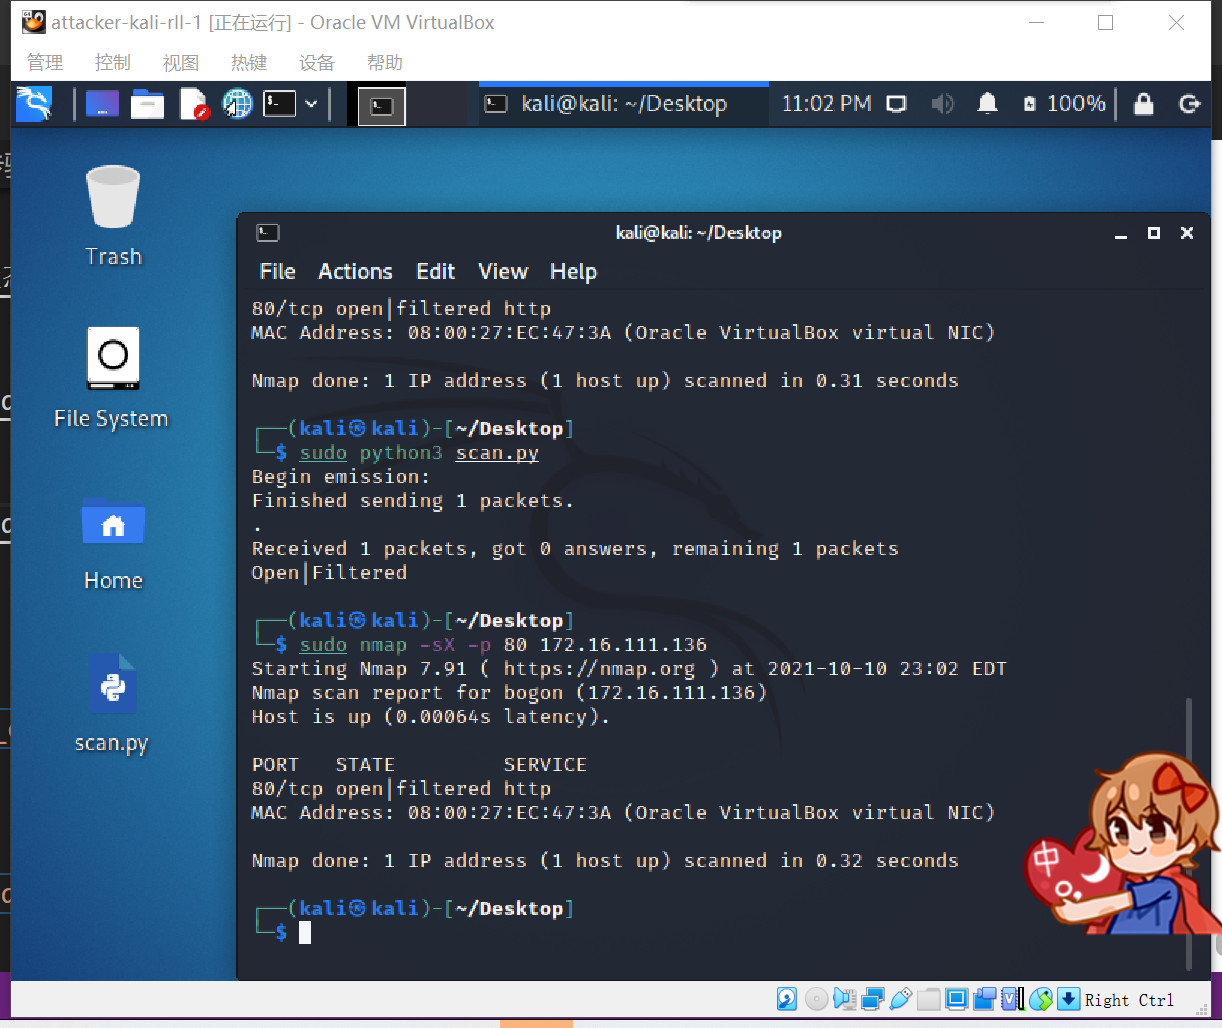 attacker-kali-rll-1 [正在运行] - Oracle VM VirtualBox
管理 控制 视图 热键 设备 帮助
kali@kali: ~/Desktop 11:02 PM 100%
Trash
File System
Home
scan.py
kali@kali: ~/Desktop
File Actions Edit View Help
80/tcp open|filtered http
MAC Address: 08:00:27:EC:47:3A (Oracle VirtualBox virtual NIC)
Nmap done: 1 IP address (1 host up) scanned in 0.31 seconds
┌──(kali㉿kali)-[~/Desktop]
└─$ sudo python3 scan.py
Begin emission:
Finished sending 1 packets.
.
Received 1 packets, got 0 answers, remaining 1 packets
Open|Filtered
┌──(kali㉿kali)-[~/Desktop]
└─$ sudo nmap -sX -p 80 172.16.111.136
Starting Nmap 7.91 ( https://nmap.org ) at 2021-10-10 23:02 EDT
Nmap scan report for bogon (172.16.111.136)
Host is up (0.00064s latency).
PORT   STATE         SERVICE
80/tcp open|filtered http
MAC Address: 08:00:27:EC:47:3A (Oracle VirtualBox virtual NIC)
Nmap done: 1 IP address (1 host up) scanned in 0.32 seconds
┌──(kali㉿kali)-[~/Desktop]
└─$
中
Right Ctrl